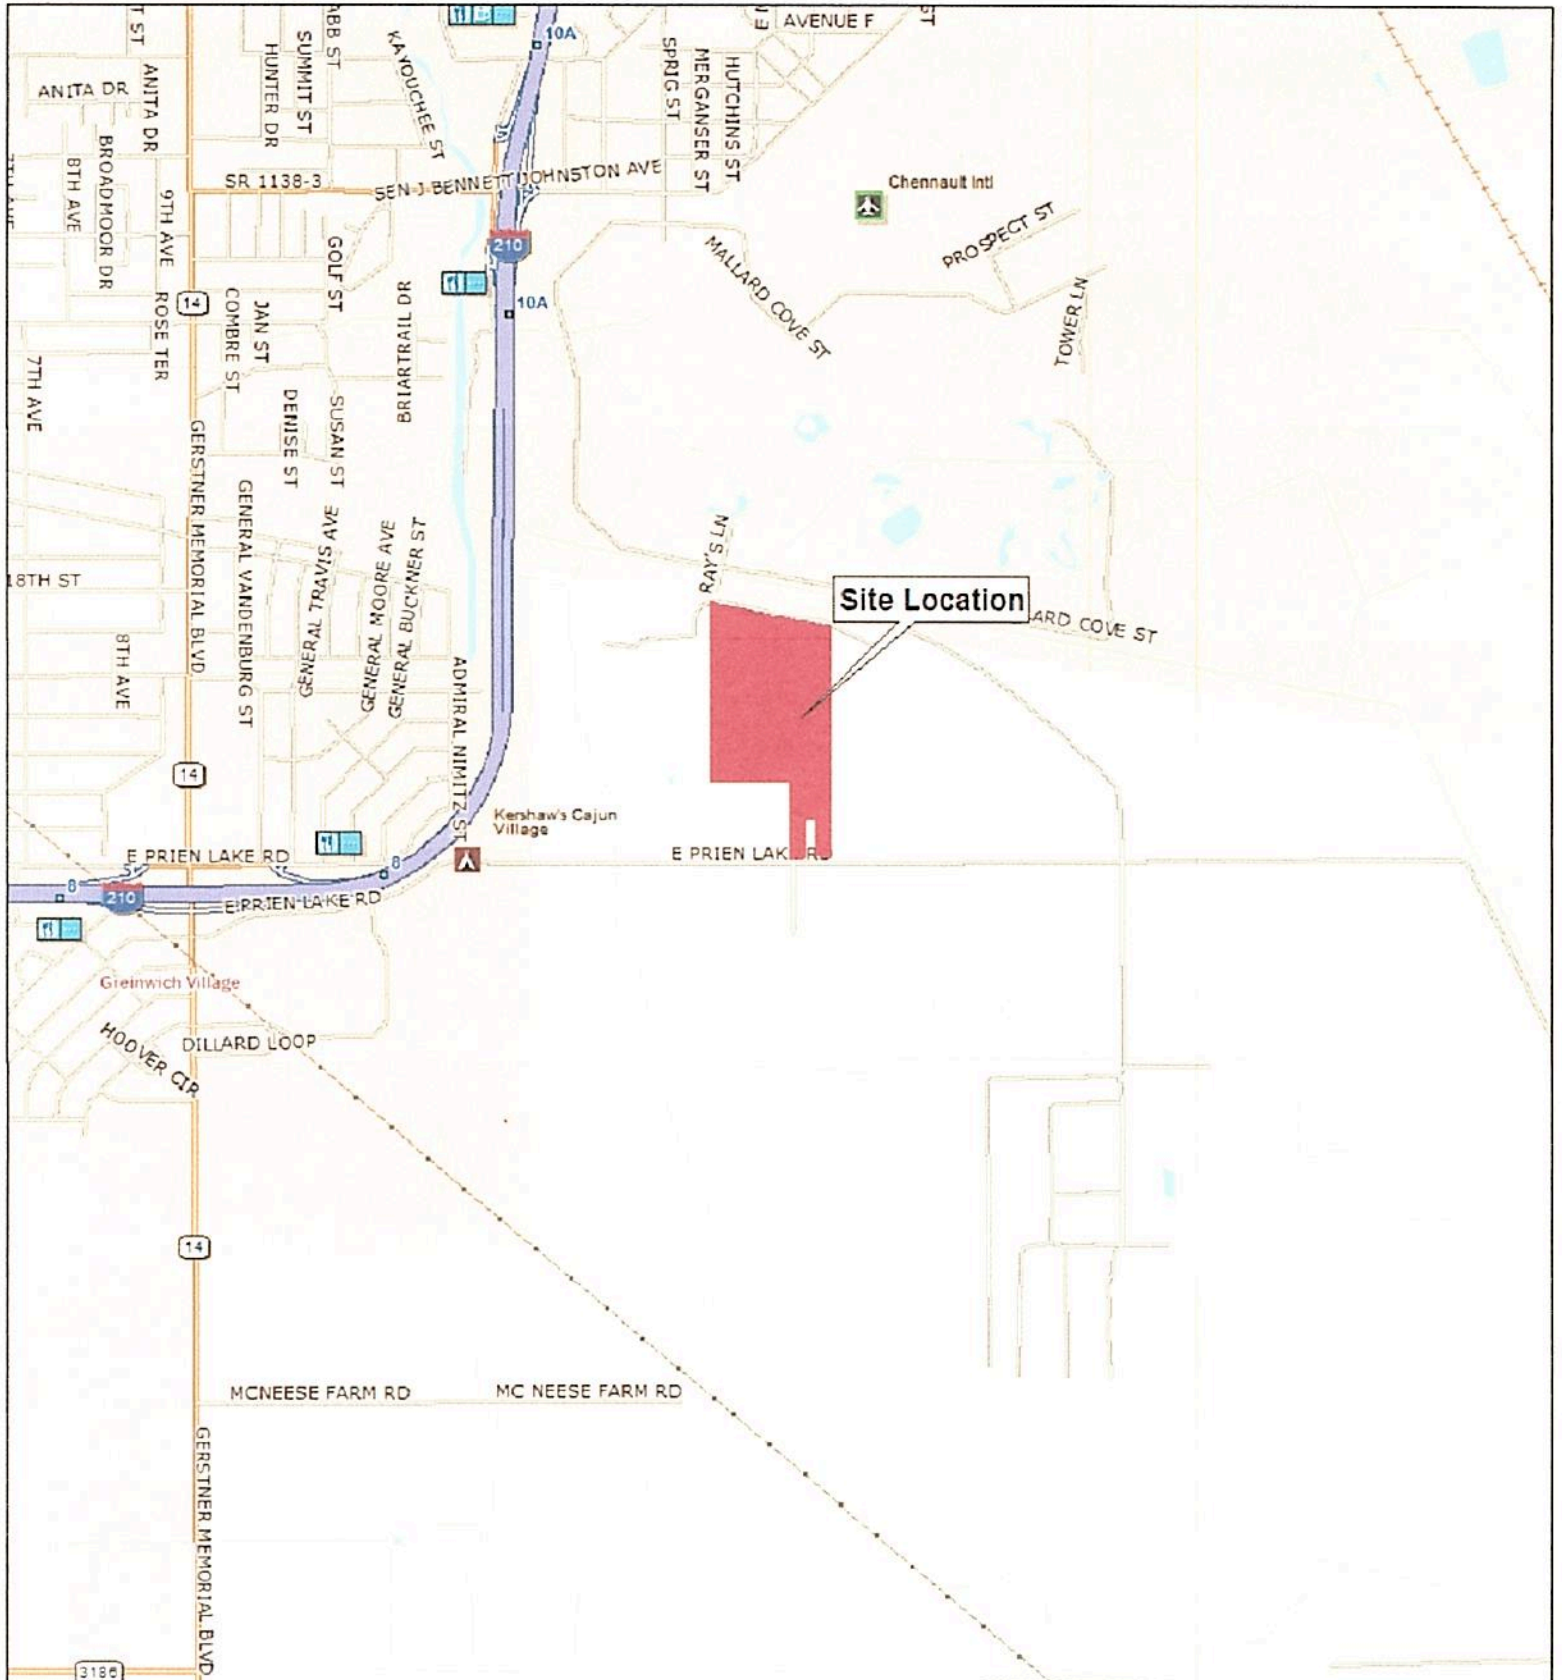 10A
AVENUE F
ANITA DR
ANITA DR
HUNTER DR
SUMMIT ST
KAYOUCHEE ST
SPRIG ST
MERGANSER ST
HUTCHINS ST
BROADMOOR DR
8TH AVE
9TH AVE
SR 1138-3
SEN J BENNETT JOHNSTON AVE
Chennault Intl
PROSPECT ST
MALLARD COVE ST
TOWER LN
210
10A
14
GOLF ST
ROSE TER
COMBRE ST
JAN ST
BRIARTRAIL DR
7TH AVE
DENISE ST
SUSAN ST
GERSTNER MEMORIAL BLVD
GENERAL VANDENBURG ST
GENERAL TRAVIS AVE
GENERAL MOORE AVE
GENERAL BUCKNER ST
RAY'S LN
18TH ST
Site Location
ARD COVE ST
8TH AVE
ADMIRAL NIMITZ ST
14
Kershaw's Cajun
Village
E PRIEN LAKE RD
E PRIEN LAK RD
8
8
210
E PRIEN LAKE RD
Greinwich Village
HOOVER CIR
DILLARD LOOP
14
MCNEESE FARM RD
MC NEESE FARM RD
GERSTNER MEMORIAL BLVD
3186